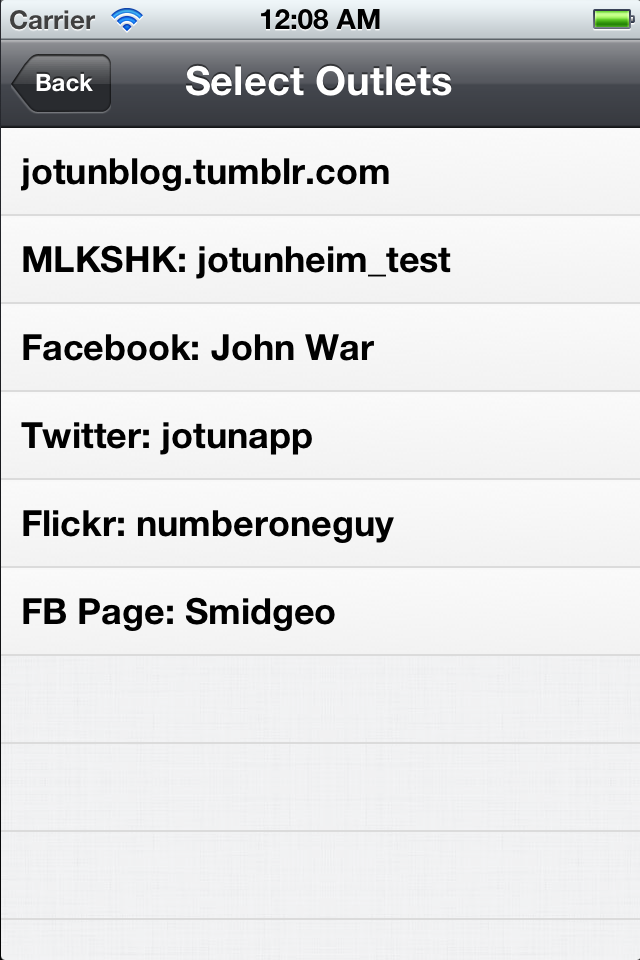 Carrier 12:08 AM
Back Select Outlets
jotunblog.tumblr.com
MLKSHK: jotunheim_test
Facebook: John War
Twitter: jotunapp
Flickr: numberoneguy
FB Page: Smidgeo